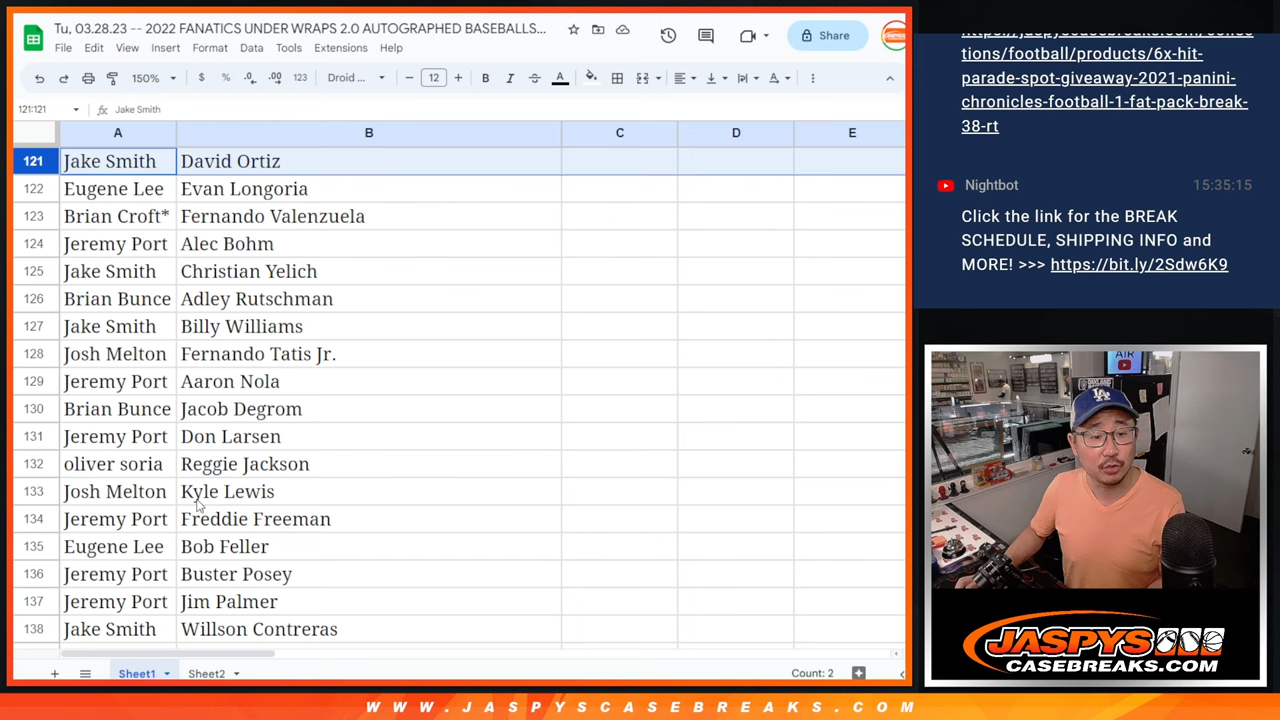 Tu, 03.28.23 -- 2022 FANATICS UNDER WRAPS 2.0 AUTOGRAPHED BASEBALLS...
File Edit View Insert Format Data Tools Extensions Help
Share
150% $ % .0 .00 123 Droid ... 12 B I A
121:121 fx Jake Smith
A B C D E
121 Jake Smith David Ortiz
122 Eugene Lee Evan Longoria
123 Brian Croft* Fernando Valenzuela
124 Jeremy Port Alec Bohm
125 Jake Smith Christian Yelich
126 Brian Bunce Adley Rutschman
127 Jake Smith Billy Williams
128 Josh Melton Fernando Tatis Jr.
129 Jeremy Port Aaron Nola
130 Brian Bunce Jacob Degrom
131 Jeremy Port Don Larsen
132 oliver soria Reggie Jackson
133 Josh Melton Kyle Lewis
134 Jeremy Port Freddie Freeman
135 Eugene Lee Bob Feller
136 Jeremy Port Buster Posey
137 Jeremy Port Jim Palmer
138 Jake Smith Willson Contreras
Sheet1 Sheet2 Count: 2
tions/football/products/6x-hit-
parade-spot-giveaway-2021-panini-
chronicles-football-1-fat-pack-break-
38-rt
Nightbot 15:35:15
Click the link for the BREAK
SCHEDULE, SHIPPING INFO and
MORE! >>> https://bit.ly/2Sdw6K9
AIR
LA
JASPYS
CASEBREAKS.COM
WWW.JASPYSCASEBREAKS.COM